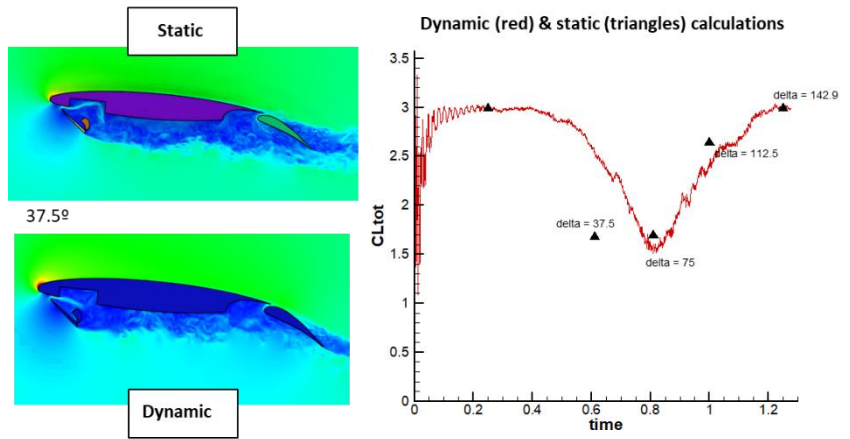 Static
37.5º
Dynamic
Dynamic (red) & static (triangles) calculations
CLtot
3.5
3
2.5
2
1.5
1
0.5
0
0
0.2
0.4
0.6
0.8
1
1.2
time
delta = 142.9
delta = 112.5
delta = 37.5
delta = 75